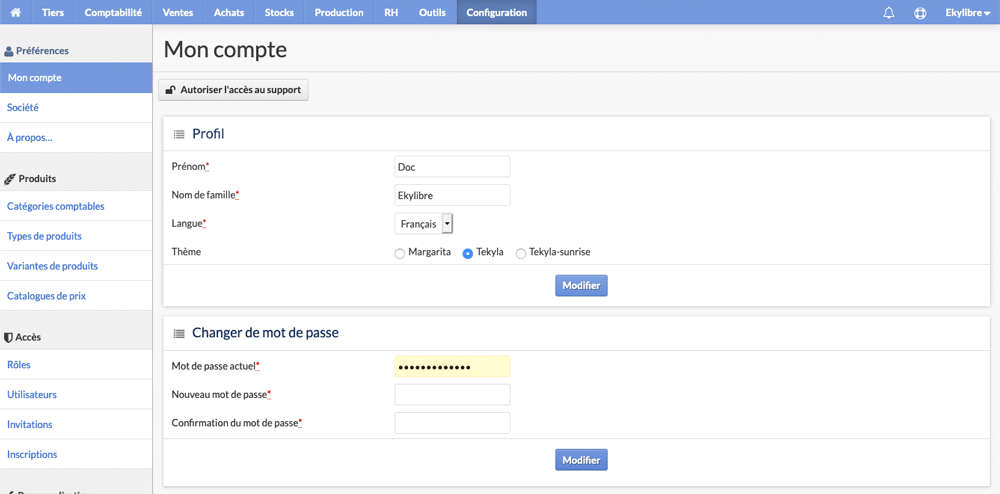 Tiers Comptabilité Ventes Achats Stocks Production RH Outils Configuration Ekylibre
Préférences
Mon compte
Société
À propos...
Produits
Catégories comptables
Types de produits
Variantes de produits
Catalogues de prix
Accès
Rôles
Utilisateurs
Invitations
Inscriptions
Mon compte
Autoriser l'accès au support
Profil
Prénom* Doc
Nom de famille* Ekylibre
Langue* Français
Thème Margarita Tekyla Tekyla-sunrise
Modifier
Changer de mot de passe
Mot de passe actuel* •••••••••••••
Nouveau mot de passe*
Confirmation du mot de passe*
Modifier